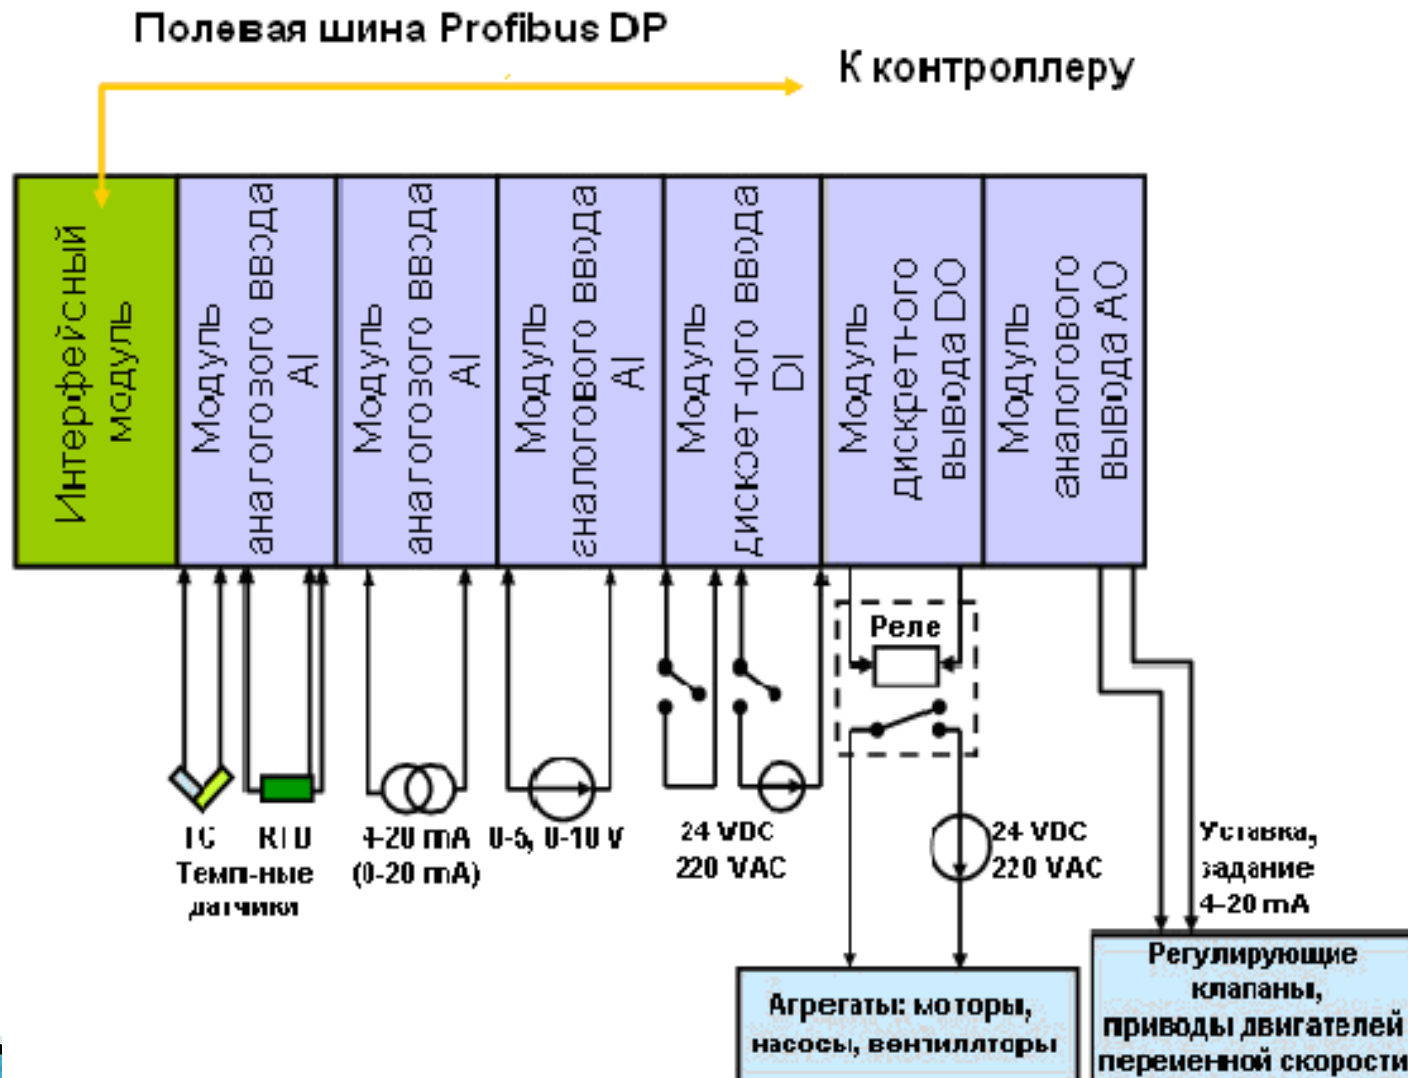 Полевая шина Profibus DP
К контроллеру
Интерфейсный
модуль
Модуль
аналогового ввода
AI
Модуль
аналогового ввода
AI
Модуль
аналогового ввода
AI
Модуль
дискретного ввода
DI
Модуль
дискретного
вывода DO
Модуль
аналогового
вывода AO
Реле
TC RTD
Темп-ные
датчики
4-20 mA
(0-20 mA)
0-5, 0-10 V
24 VDC
220 VAC
24 VDC
220 VAC
Уставка,
задание
4-20 mA
Агрегаты: моторы,
насосы, вентилляторы
Регулирующие
клапаны,
приводы двигателей
переменной скорости